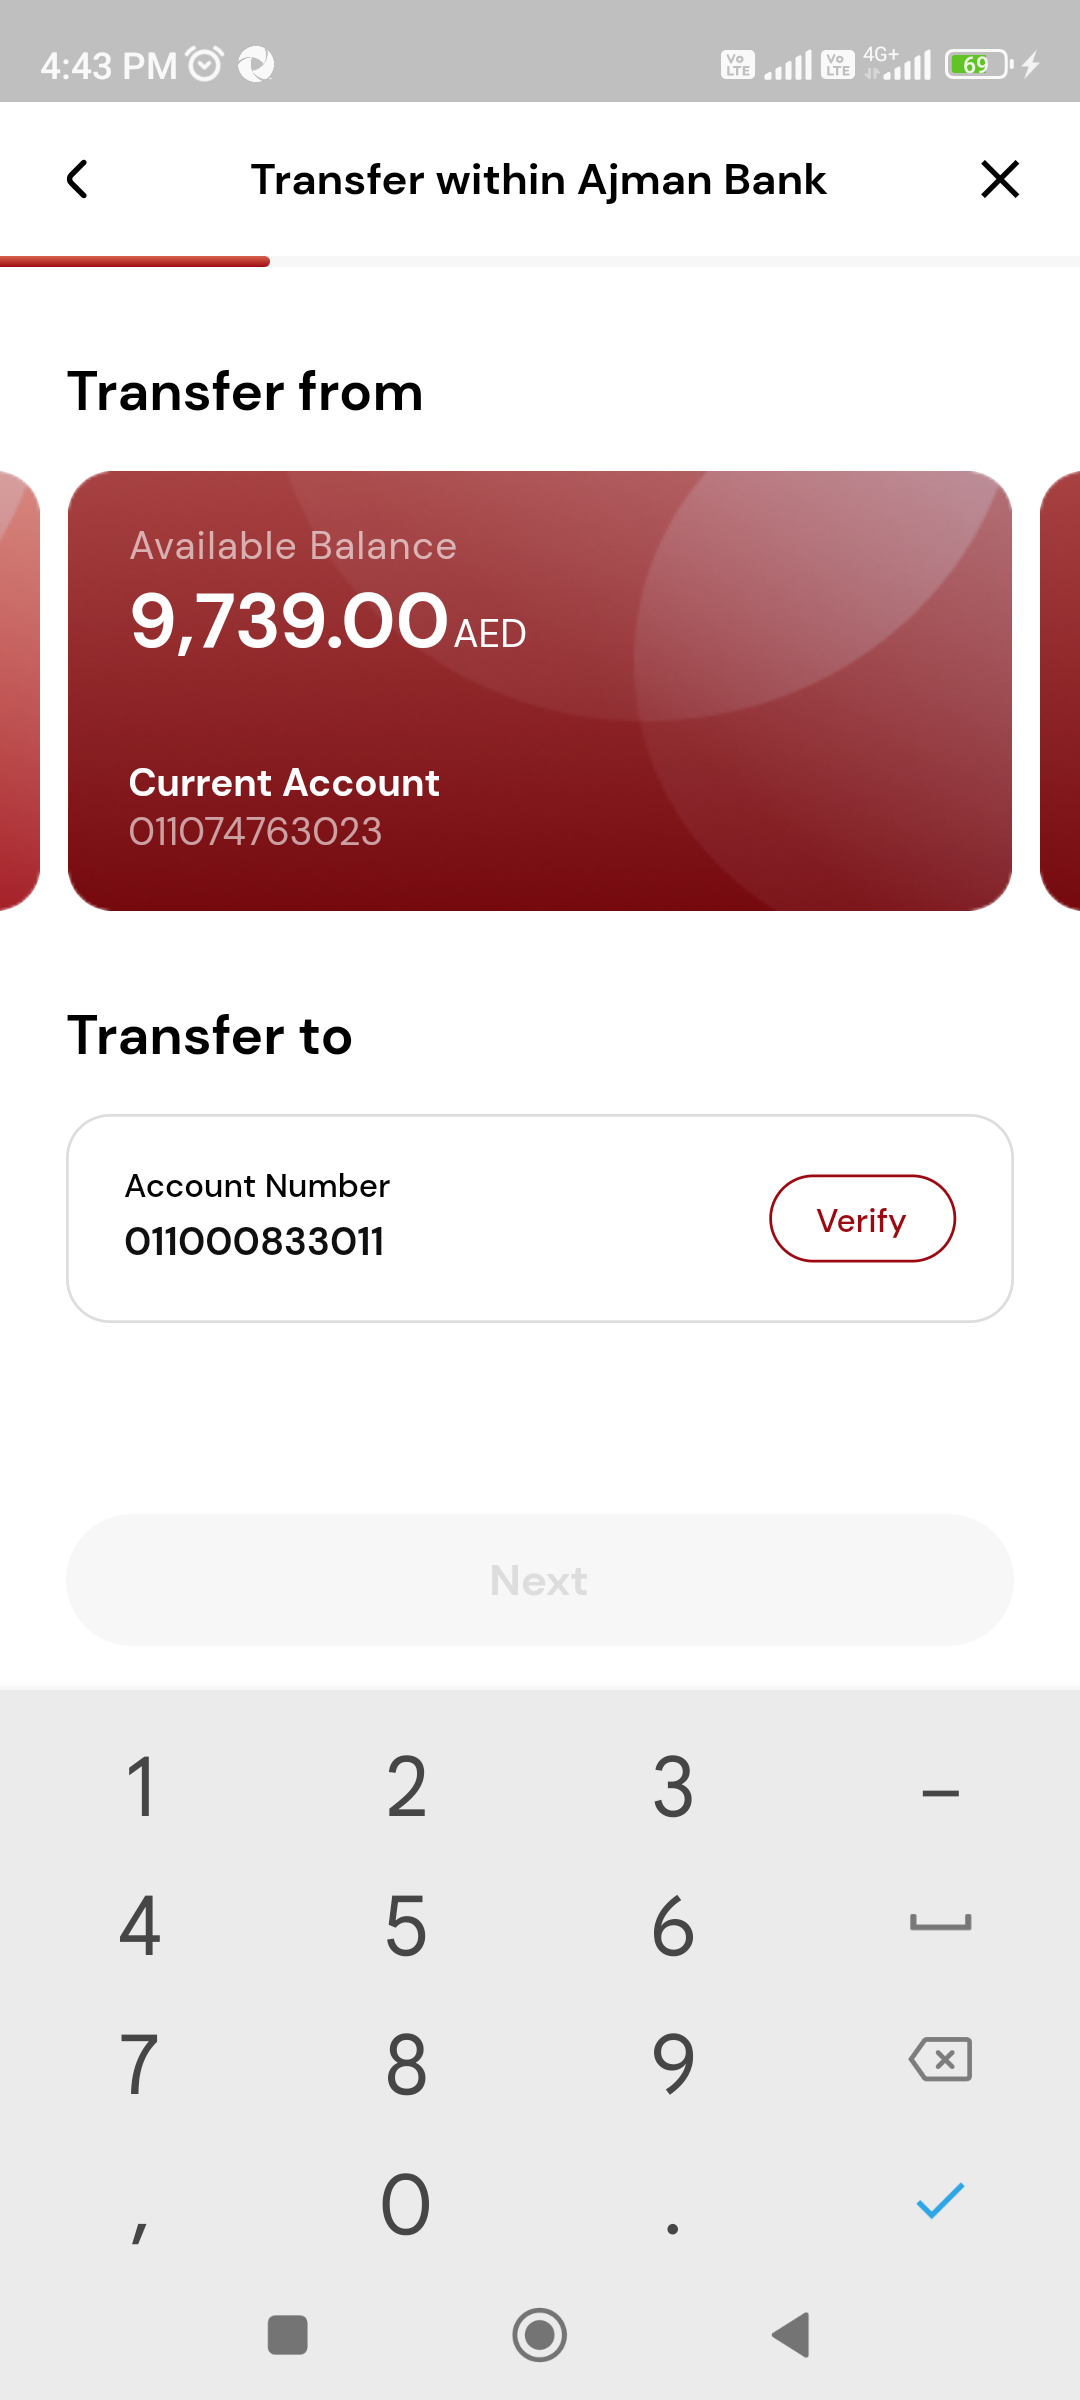 4:43 PM
Vo LTE Vo LTE 4G+ 69
Transfer within Ajman Bank
Transfer from
Available Balance
9,739.00 AED
Current Account
011074763023
Transfer to
Account Number
011000833011
Verify
Next
1 2 3 –
4 5 6
7 8 9
, 0 .